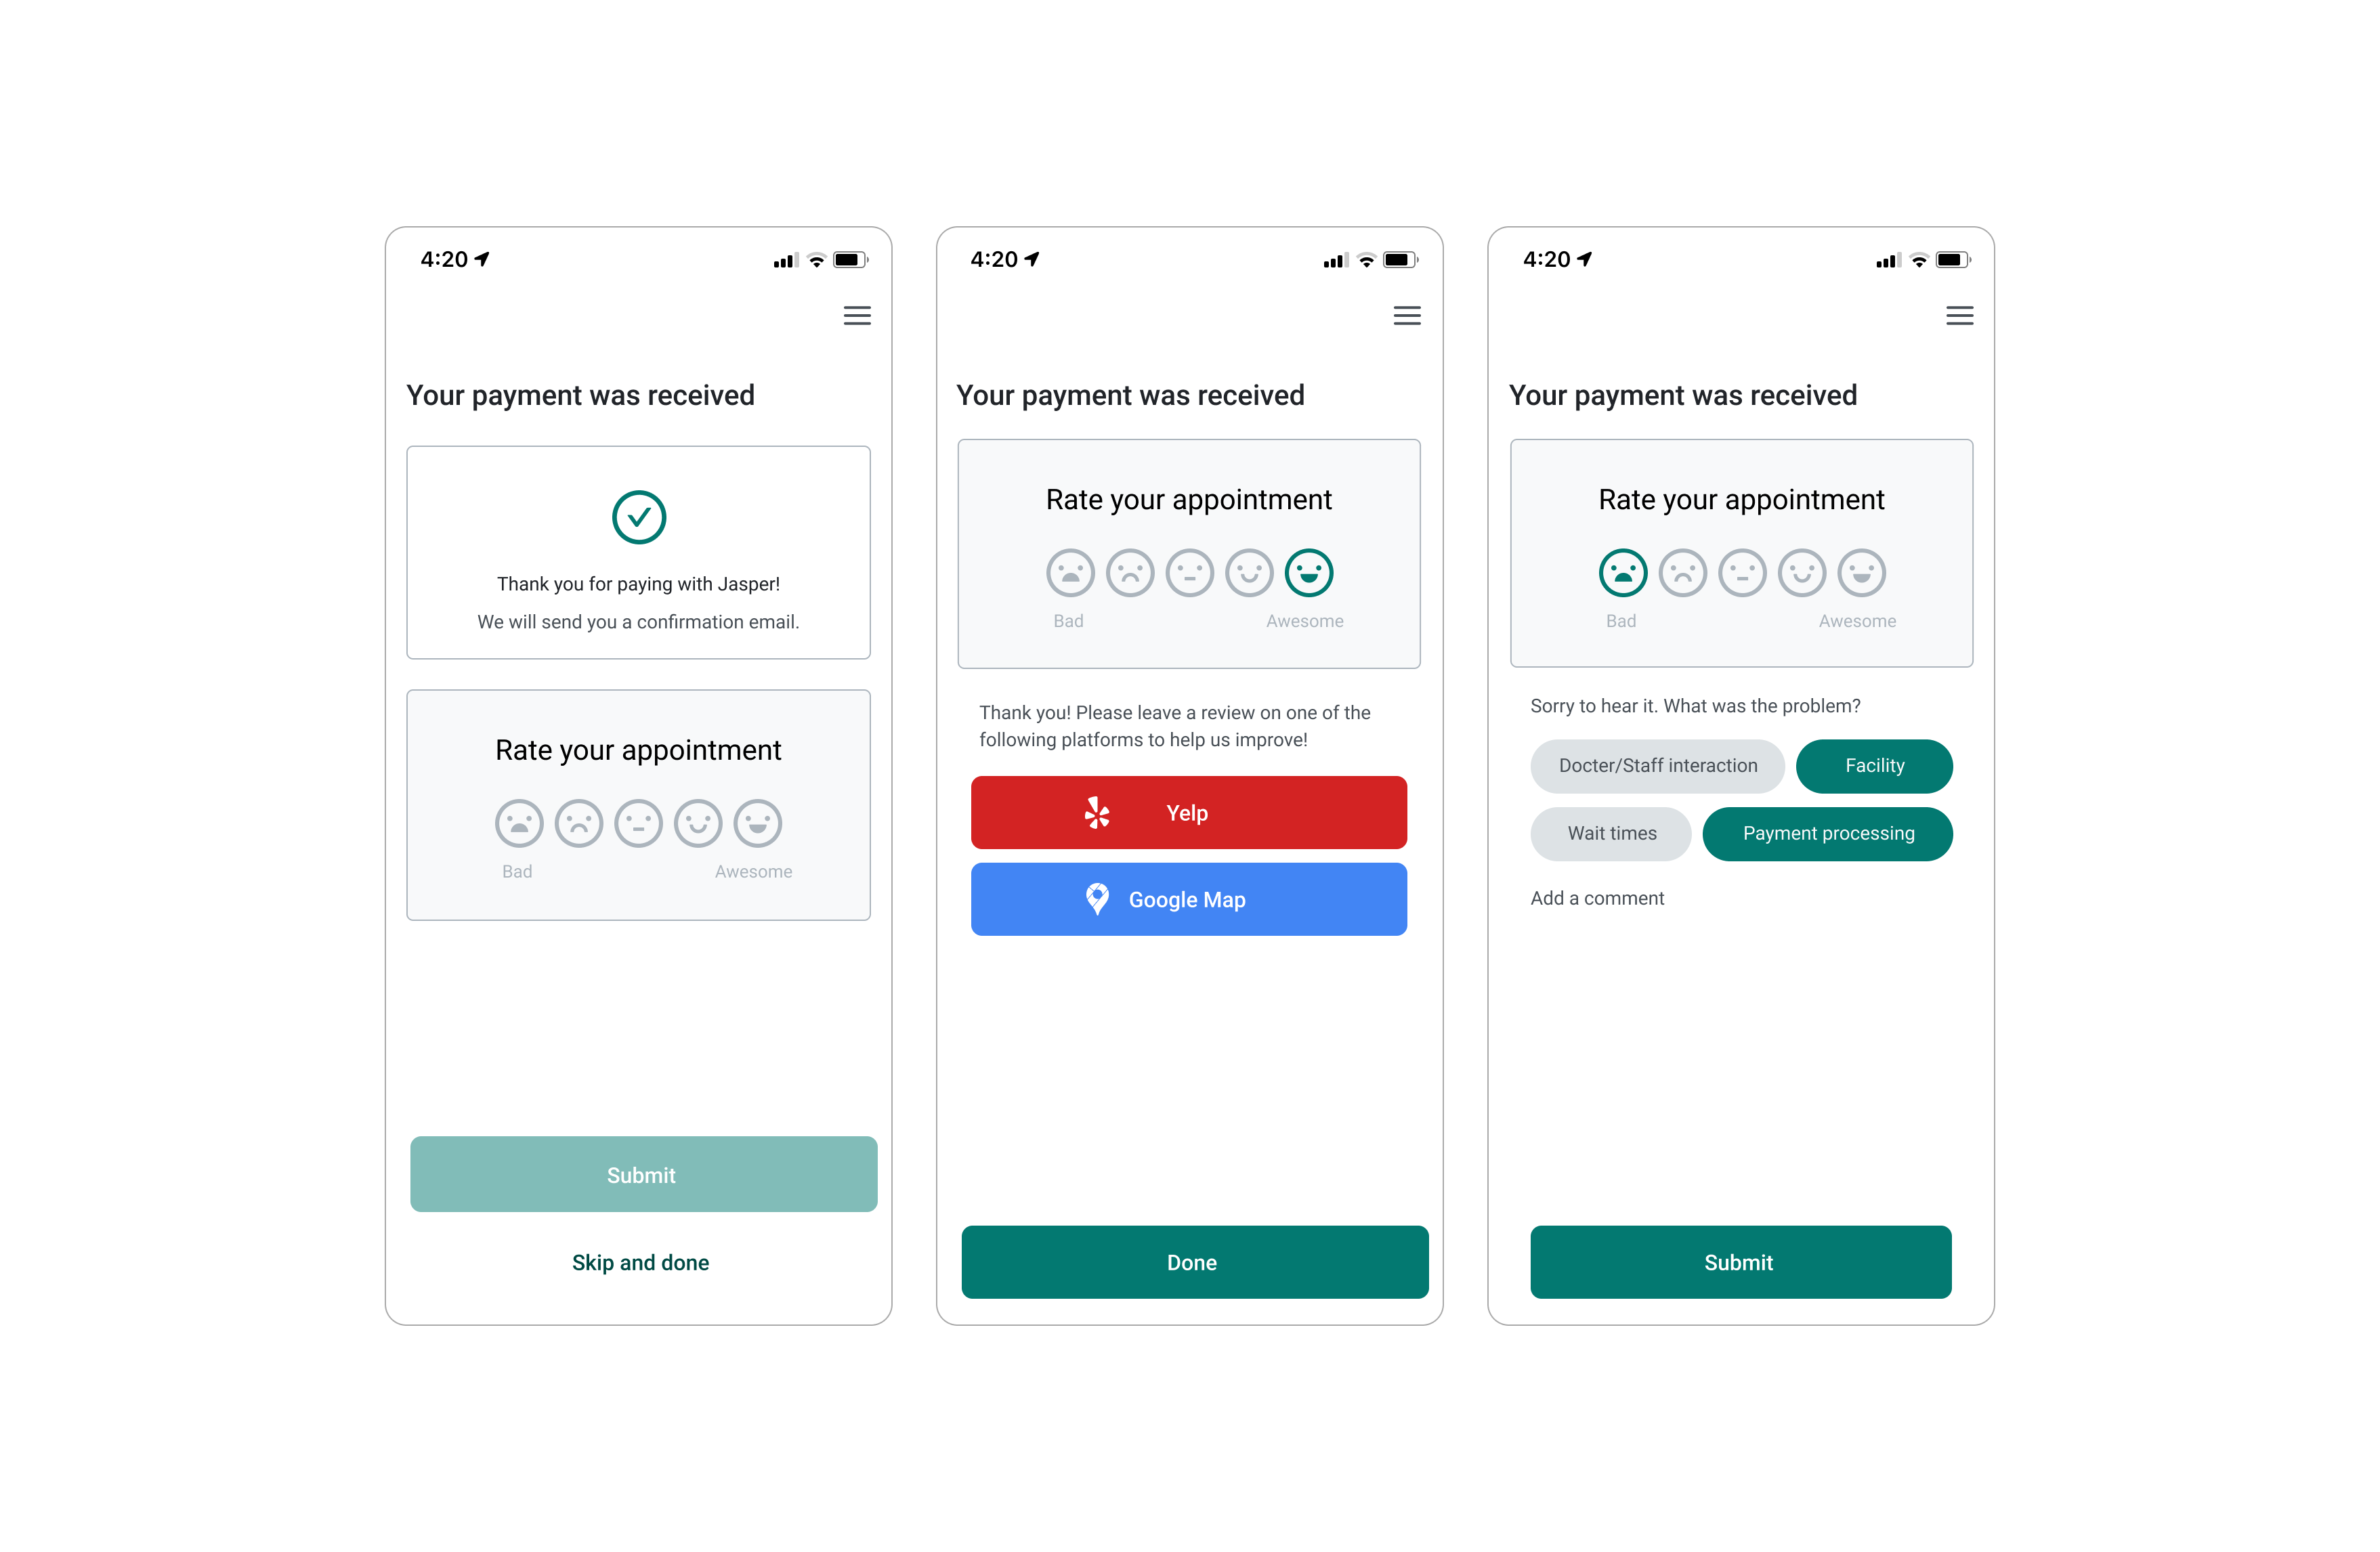 4:20
Your payment was received
Thank you for paying with Jasper!
We will send you a confirmation email.
Rate your appointment
Bad Awesome
Submit
Skip and done
4:20
Your payment was received
Rate your appointment
Bad Awesome
Thank you! Please leave a review on one of the
following platforms to help us improve!
Yelp
Google Map
Done
4:20
Your payment was received
Rate your appointment
Bad Awesome
Sorry to hear it. What was the problem?
Docter/Staff interaction Facility
Wait times Payment processing
Add a comment
Submit